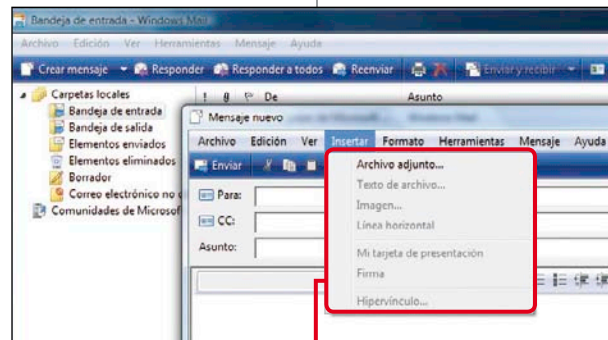 Bandeja de entrada - Windows Mail
Archivo Edición Ver Herramientas Mensaje Ayuda
Crear mensaje Responder Responder a todos Reenviar Enviar y recibir
Carpetas locales
! De Asunto
Bandeja de entrada
Bandeja de salida
Elementos enviados
Elementos eliminados
Borrador
Correo electrónico no
Comunidades de Microsof
Mensaje nuevo
Archivo Edición Ver Insertar Formato Herramientas Mensaje Ayuda
Enviar
Para:
CC:
Asunto:
Archivo adjunto...
Texto de archivo...
Imagen...
Línea horizontal
Mi tarjeta de presentación
Firma
Hipervínculo...